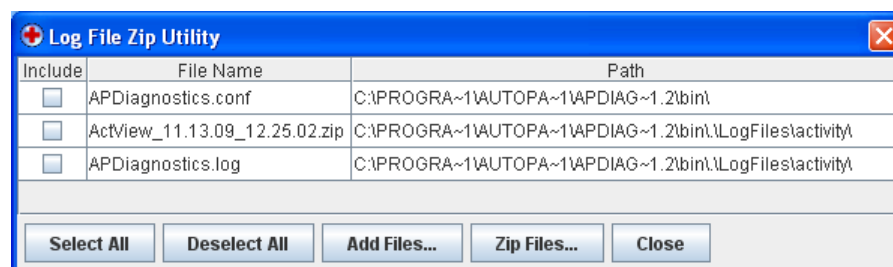 Log File Zip Utility
Include File Name Path
APDiagnostics.conf C:\PROGRA~1\AUTOPA~1\APDIAG~1.2\bin\
ActView_11.13.09_12.25.02.zip C:\PROGRA~1\AUTOPA~1\APDIAG~1.2\bin\.\LogFiles\activity\
APDiagnostics.log C:\PROGRA~1\AUTOPA~1\APDIAG~1.2\bin\.\LogFiles\activity\
Select All Deselect All Add Files... Zip Files... Close